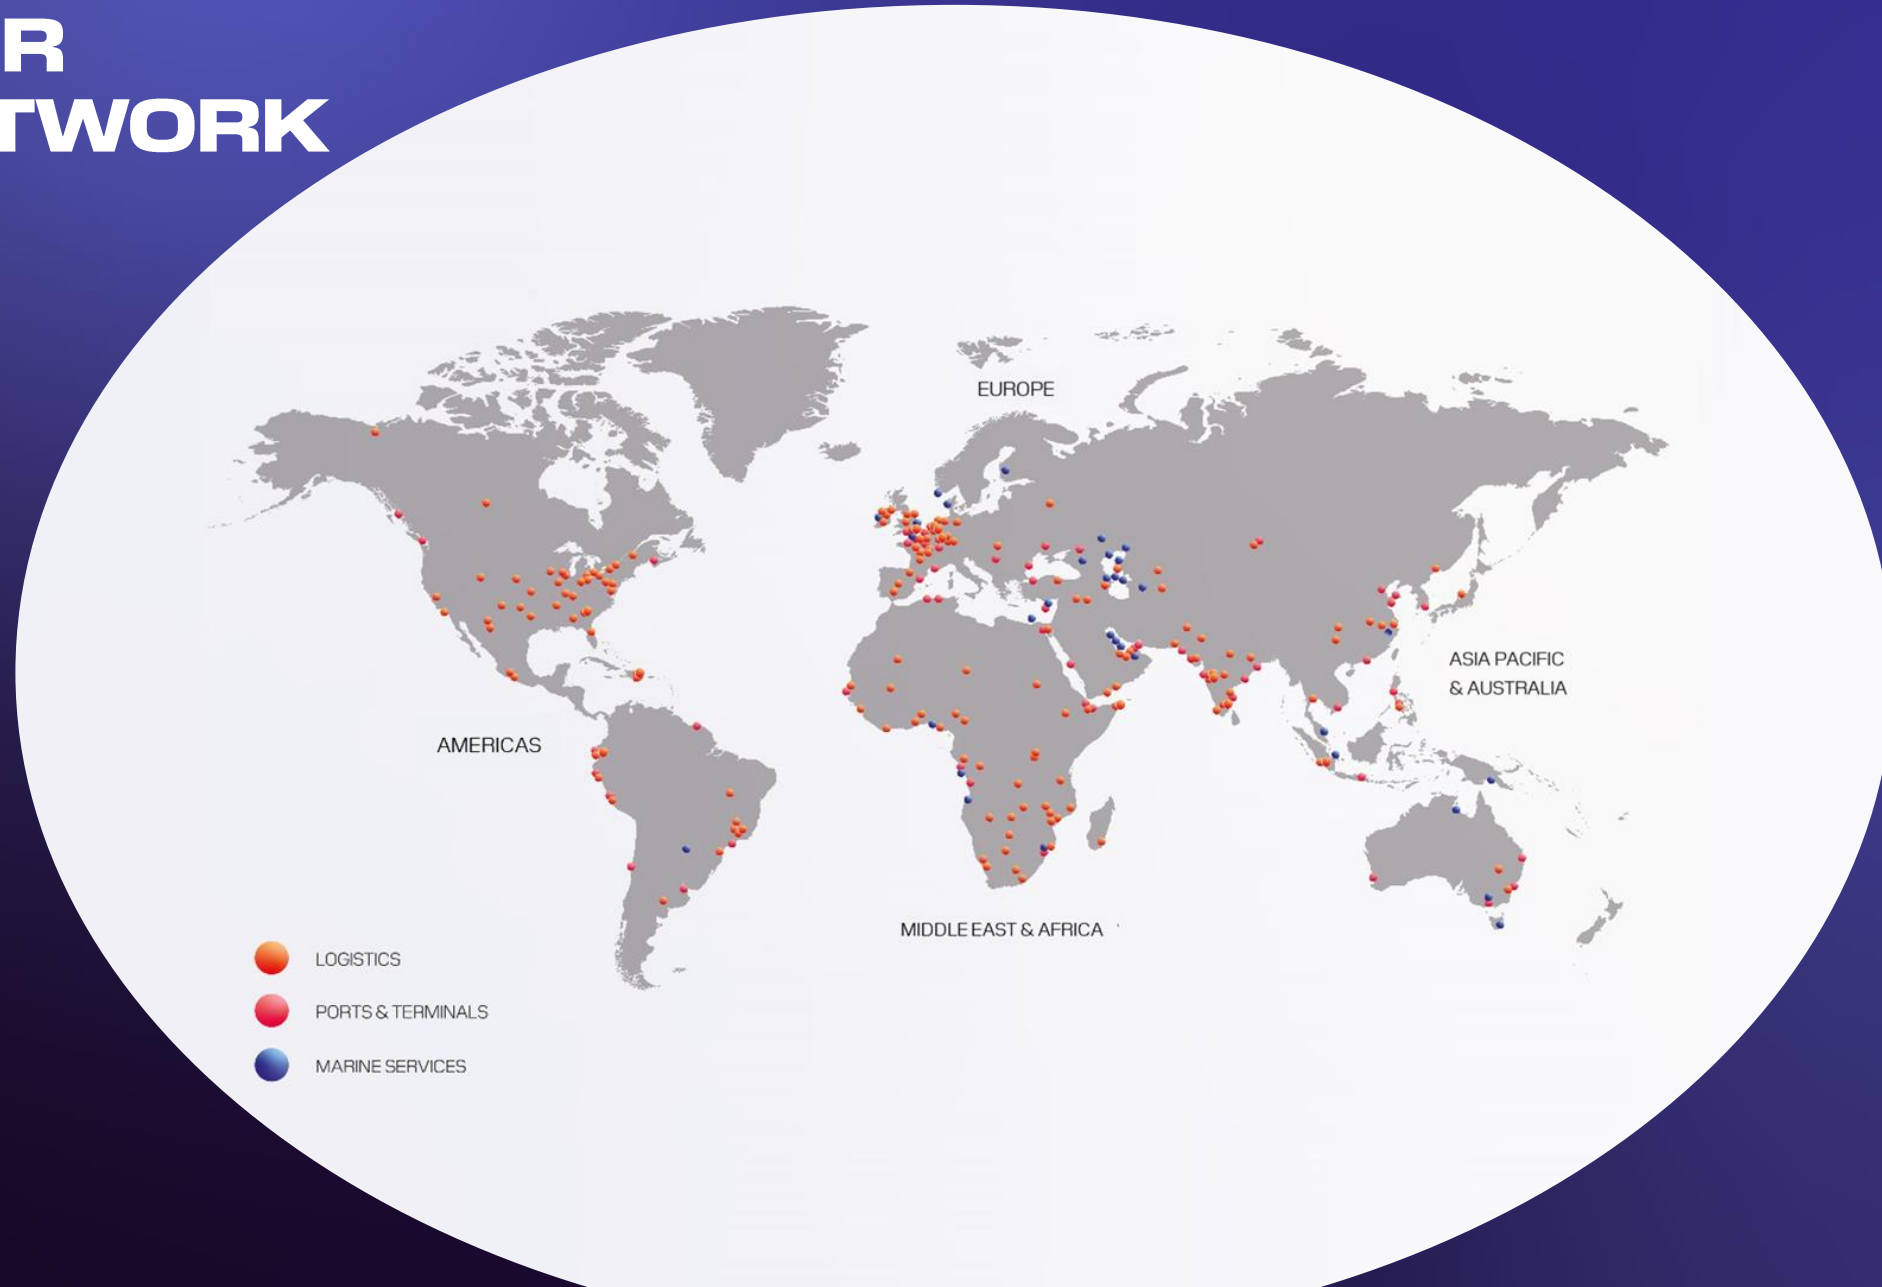 R
TWORK
EUROPE
ASIA PACIFIC
& AUSTRALIA
AMERICAS
MIDDLE EAST & AFRICA
LOGISTICS
PORTS & TERMINALS
MARINE SERVICES